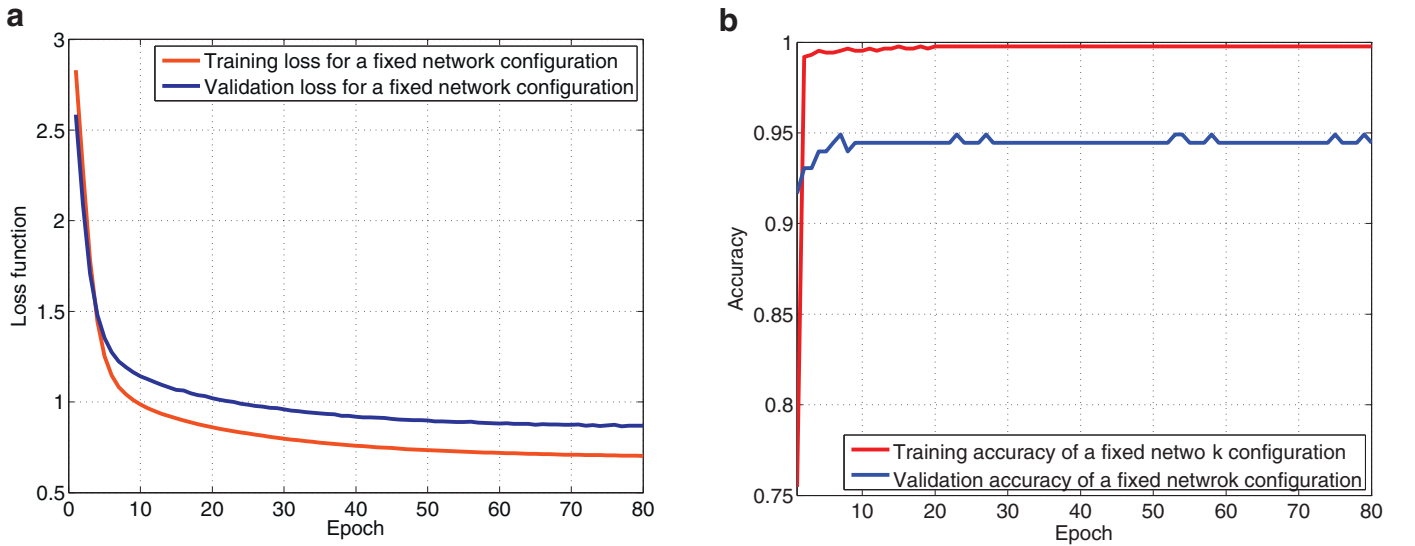 a
3
2.5
2
1.5
1
0.5
Loss function
Training loss for a fixed network configuration
Validation loss for a fixed network configuration
0 10 20 30 40 50 60 70 80
Epoch
b
1
0.95
0.9
0.85
0.8
0.75
Accuracy
Training accuracy of a fixed netwo k configuration
Validation accuracy of a fixed netwrok configuration
10 20 30 40 50 60 70 80
Epoch